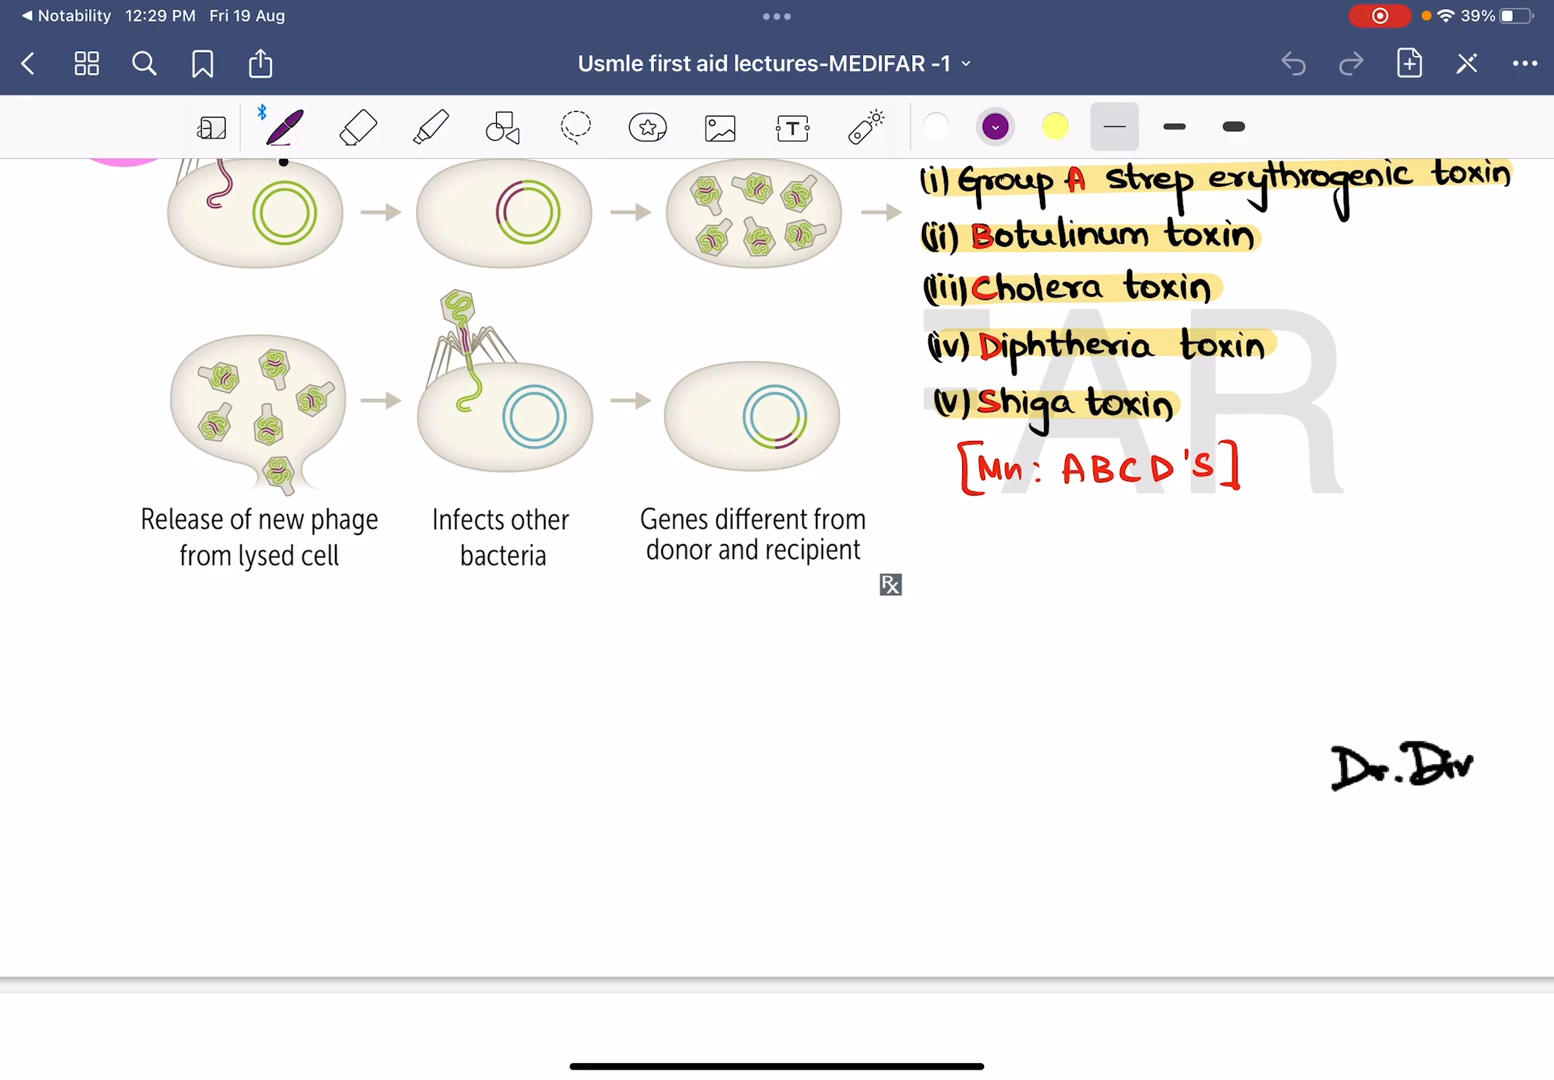 Notability 12:29 PM Fri 19 Aug
39%
Usmle first aid lectures-MEDIFAR -1
T
(i) Group A strep erythrogenic toxin
(ii) Botulinum toxin
(iii) Cholera toxin
(iv) Diphtheria toxin
(v) Shiga toxin
[Mn: ABCD'S]
FAR
Release of new phage
from lysed cell
Infects other
bacteria
Genes different from
donor and recipient
Rx
Dr. Div